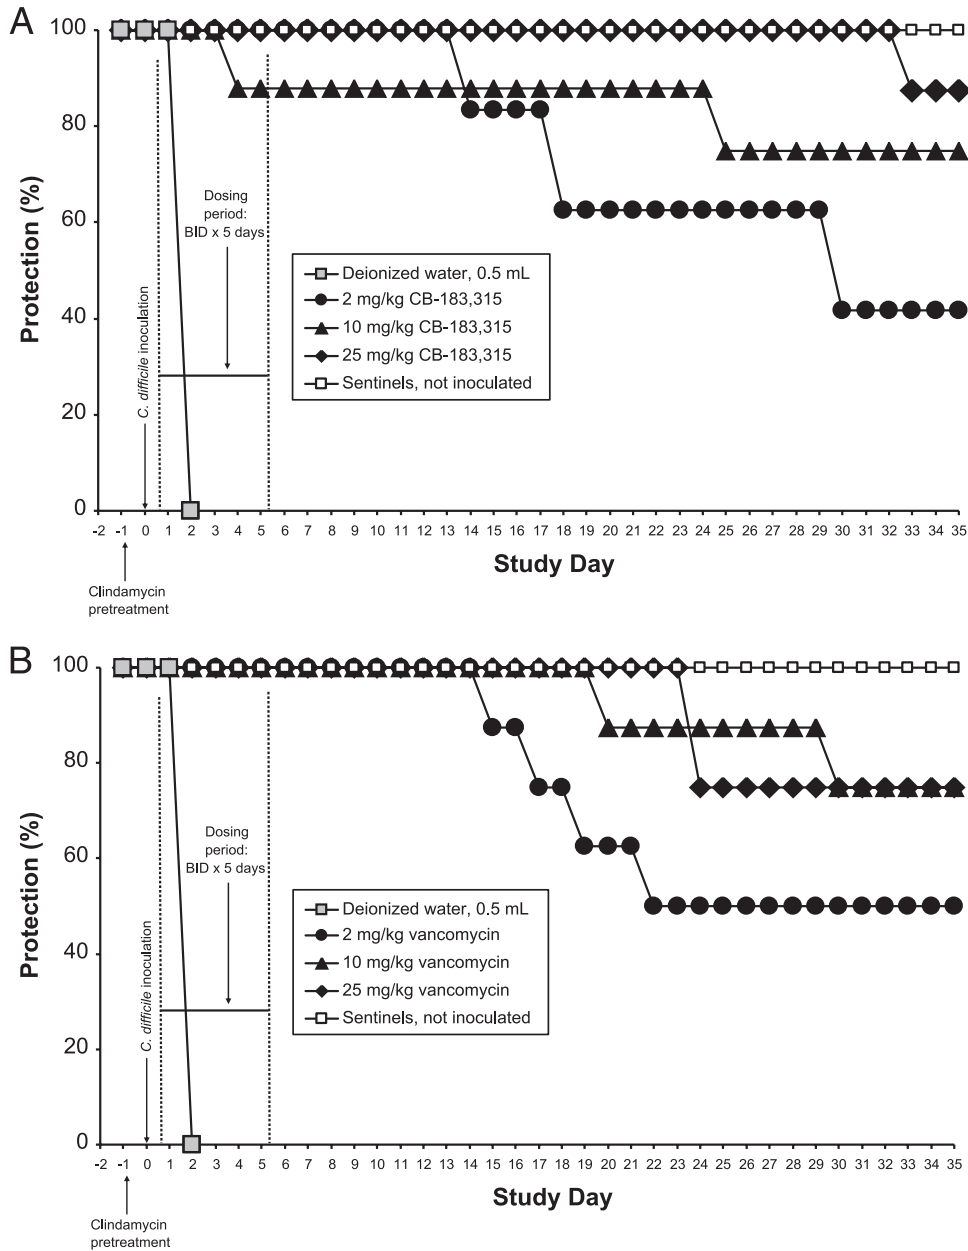 A
100
80
60
40
20
0
Protection (%)
C. difficile inoculation
Dosing
period:
BID x 5 days
Deionized water, 0.5 mL
2 mg/kg CB-183,315
10 mg/kg CB-183,315
25 mg/kg CB-183,315
Sentinels, not inoculated
-2 -1 0 1 2 3 4 5 6 7 8 9 10 11 12 13 14 15 16 17 18 19 20 21 22 23 24 25 26 27 28 29 30 31 32 33 34 35
Study Day
Clindamycin
pretreatment
B
100
80
60
40
20
0
Protection (%)
C. difficile inoculation
Dosing
period:
BID x 5 days
Deionized water, 0.5 mL
2 mg/kg vancomycin
10 mg/kg vancomycin
25 mg/kg vancomycin
Sentinels, not inoculated
-2 -1 0 1 2 3 4 5 6 7 8 9 10 11 12 13 14 15 16 17 18 19 20 21 22 23 24 25 26 27 28 29 30 31 32 33 34 35
Study Day
Clindamycin
pretreatment